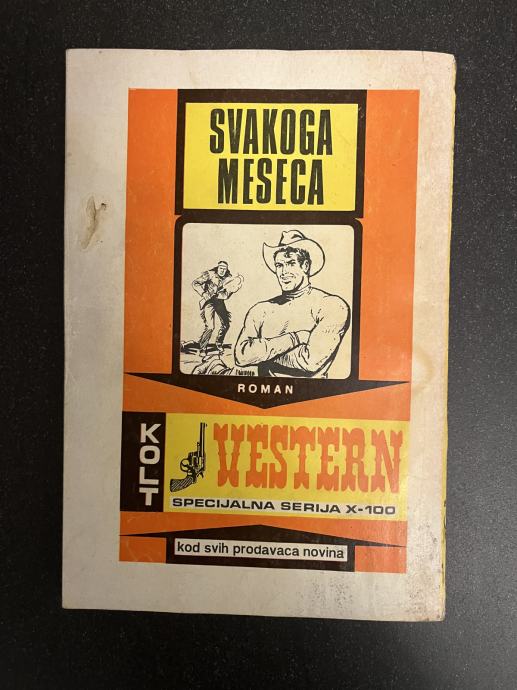 SVAKOGA
MESECA
ROMAN
KOLT
VESTERN
SPECIJALNA SERIJA X-100
kod svih prodavaca novina